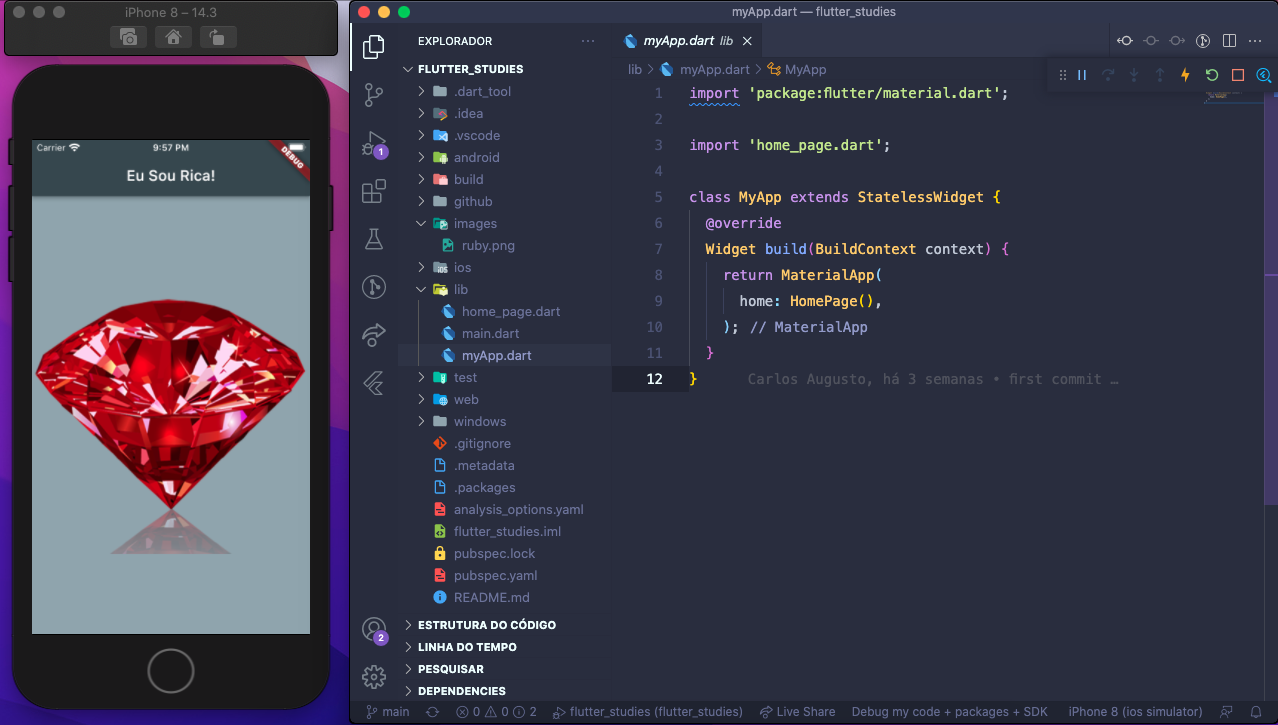 iPhone 8 – 14.3
Carrier
9:57 PM
DEBUG
Eu Sou Rica!
myApp.dart — flutter_studies
EXPLORADOR
FLUTTER_STUDIES
.dart_tool
.idea
.vscode
android
build
github
images
ruby.png
ios
lib
home_page.dart
main.dart
myApp.dart
test
web
windows
.gitignore
.metadata
.packages
analysis_options.yaml
flutter_studies.iml
pubspec.lock
pubspec.yaml
README.md
ESTRUTURA DO CÓDIGO
LINHA DO TEMPO
PESQUISAR
DEPENDENCIES
1
2
myApp.dart lib
lib > myApp.dart > MyApp
1 import 'package:flutter/material.dart';
2
3 import 'home_page.dart';
4
5 class MyApp extends StatelessWidget {
6 @override
7 Widget build(BuildContext context) {
8 return MaterialApp(
9 home: HomePage(),
10 ); // MaterialApp
11 }
12 } Carlos Augusto, há 3 semanas • first commit …
main 0 0 2 flutter_studies (flutter_studies) Live Share Debug my code + packages + SDK iPhone 8 (ios simulator)